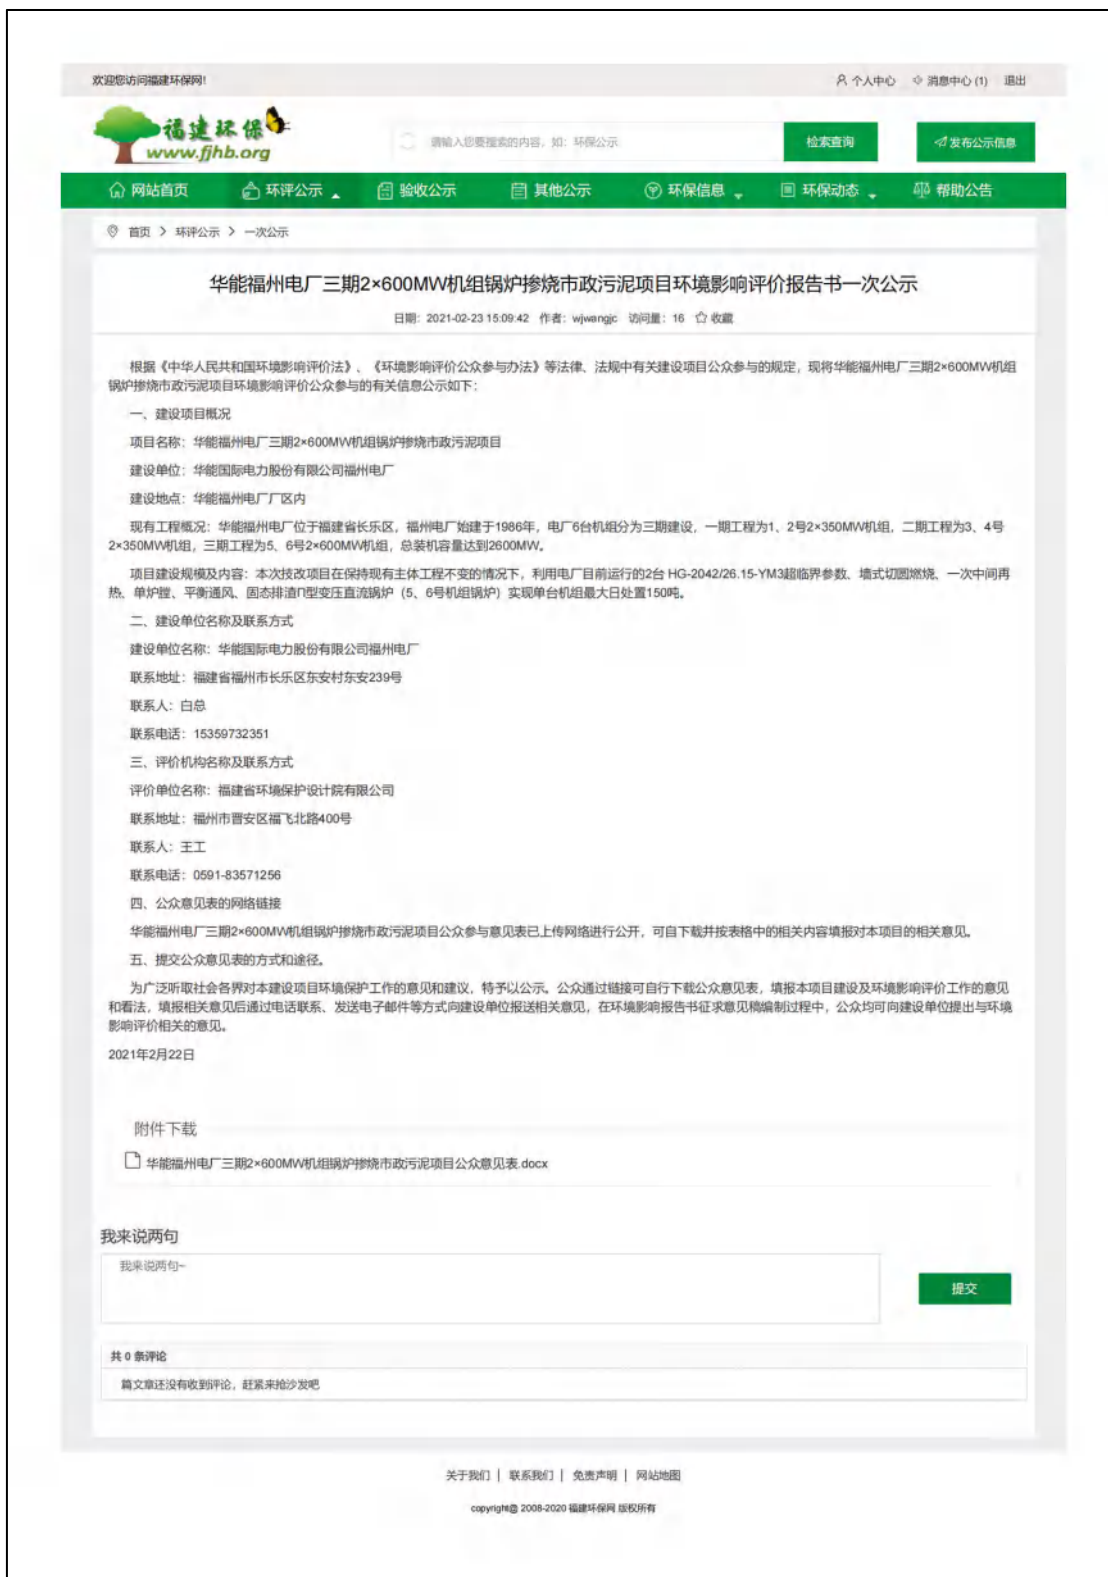 欢迎您访问福建环保网!
个人中心 消息中心 (1) 退出
福建环保
www.fjhb.org
请输入您要搜索的内容，如：环保公示
检索查询
发布公示信息
网站首页 环评公示 验收公示 其他公示 环保信息 环保动态 帮助公告
首页 > 环评公示 > 一次公示
华能福州电厂三期2×600MW机组锅炉掺烧市政污泥项目环境影响评价报告书一次公示
日期：2021-02-23 15:09:42 作者：wjwangjc 访问量：16 收藏
根据《中华人民共和国环境影响评价法》、《环境影响评价公众参与办法》等法律、法规中有关建设项目公众参与的规定，现将华能福州电厂三期2×600MW机组
锅炉掺烧市政污泥项目环境影响评价公众参与的有关信息公示如下：
一、建设项目概况
项目名称：华能福州电厂三期2×600MW机组锅炉掺烧市政污泥项目
建设单位：华能国际电力股份有限公司福州电厂
建设地点：华能福州电厂厂区内
现有工程概况：华能福州电厂位于福建省长乐区，福州电厂始建于1986年，电厂6台机组分为三期建设，一期工程为1、2号2×350MW机组，二期工程为3、4号
2×350MW机组，三期工程为5、6号2×600MW机组，总装机容量达到2600MW。
项目建设规模及内容：本次技改项目在保持现有主体工程不变的情况下，利用电厂目前运行的2台 HG-2042/26.15-YM3超临界参数、墙式切圆燃烧、一次中间再
热、单炉膛、平衡通风、固态排渣Π型变压直流锅炉（5、6号机组锅炉）实现单台机组最大日处置150吨。
二、建设单位名称及联系方式
建设单位名称：华能国际电力股份有限公司福州电厂
联系地址：福建省福州市长乐区东安村东安239号
联系人：白总
联系电话：15359732351
三、评价机构名称及联系方式
评价单位名称：福建省环境保护设计院有限公司
联系地址：福州市晋安区福飞北路400号
联系人：王工
联系电话：0591-83571256
四、公众意见表的网络链接
华能福州电厂三期2×600MW机组锅炉掺烧市政污泥项目公众参与意见表已上传网络进行公开，可自下载并按表格中的相关内容填报对本项目的相关意见。
五、提交公众意见表的方式和途径。
为广泛听取社会各界对本建设项目环境保护工作的意见和建议，特予以公示。公众通过链接可自行下载公众意见表，填报本项目建设及环境影响评价工作的意见
和看法，填报相关意见后通过电话联系、发送电子邮件等方式向建设单位报送相关意见，在环境影响报告书征求意见稿编制过程中，公众均可向建设单位提出与环境
影响评价相关的意见。
2021年2月22日
附件下载
华能福州电厂三期2×600MW机组锅炉掺烧市政污泥项目公众意见表.docx
我来说两句
我来说两句~
提交
共 0 条评论
篇文章还没有收到评论，赶紧来抢沙发吧
关于我们 | 联系我们 | 免责声明 | 网站地图
copyright@ 2008-2020 福建环保网 版权所有